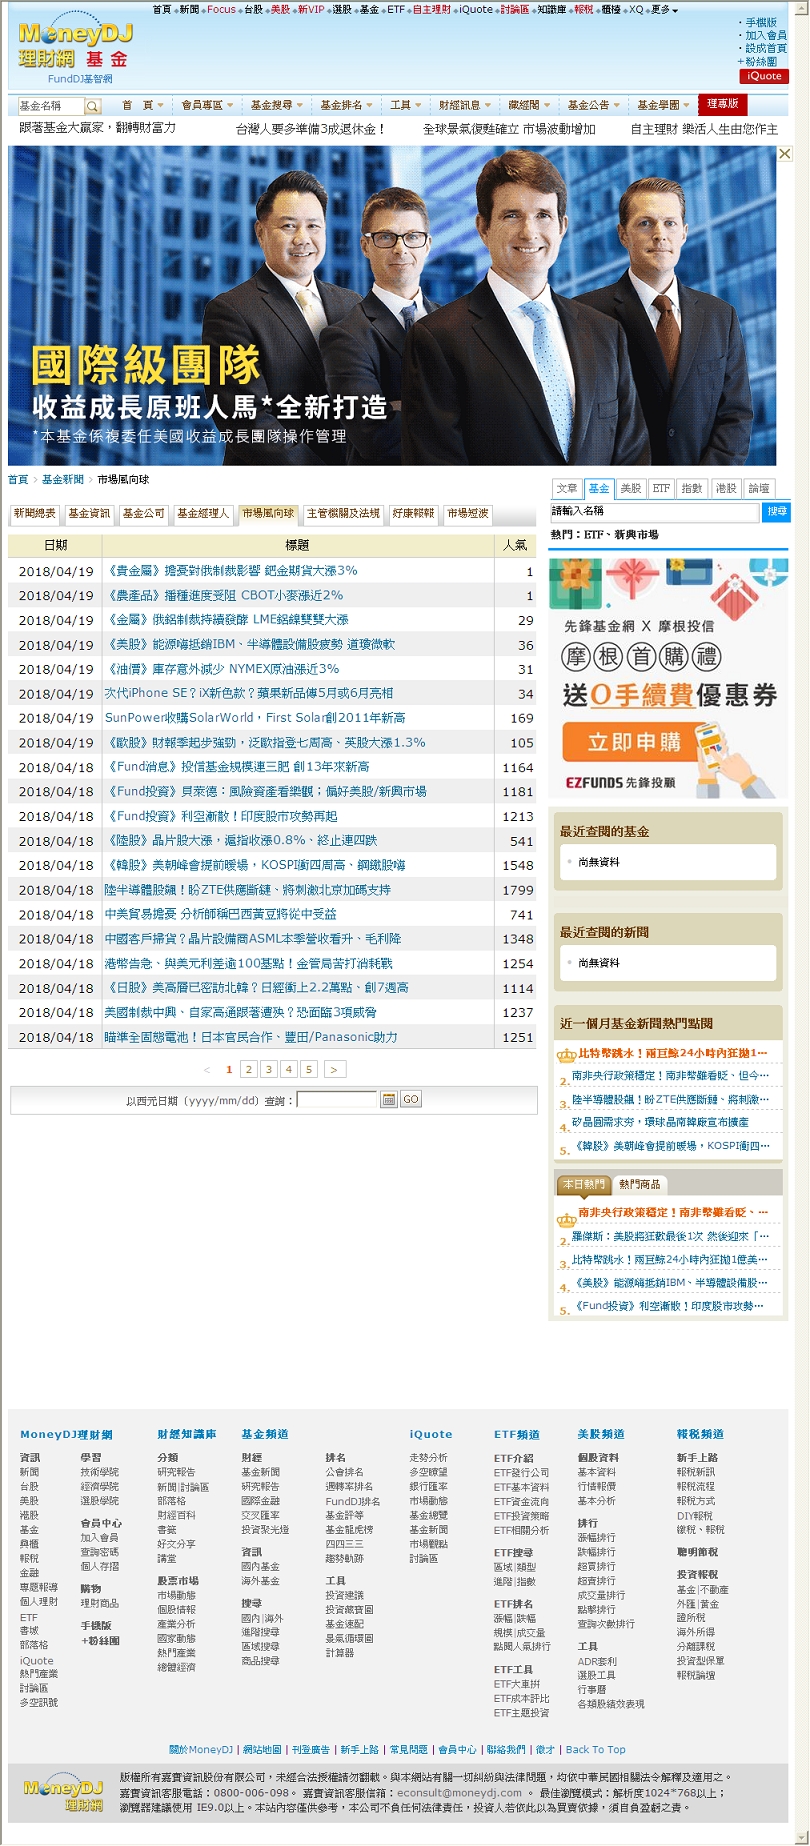 首頁 新聞 Focus 台股 美股 新VIP 選股 基金 ETF 自主理財 iQuote 討論區 知識庫 報稅 櫃檯 XQ 更多
MoneyDJ
理財網 基金
FundDJ基智網
手機版
加入會員
設成首頁
+粉絲團
iQuote
基金名稱 首 頁 會員專區 基金搜尋 基金排名 工具 財經訊息 藏經閣 基金公告 基金學園 理專版
跟著基金大贏家，翻轉財富力 台灣人要多準備3成退休金！ 全球景氣復甦確立 市場波動增加 自主理財 樂活人生由您作主
國際級團隊
收益成長原班人馬*全新打造
*本基金係複委任美國收益成長團隊操作管理
首頁 > 基金新聞 > 市場風向球
新聞總表 基金資訊 基金公司 基金經理人 市場風向球 主管機關及法規 好康報報 市場短波
日期 標題 人氣
2018/04/19 《貴金屬》擔憂對俄制裁影響 鈀金期貨大漲3% 1
2018/04/19 《農產品》播種進度受阻 CBOT小麥漲近2% 1
2018/04/19 《金屬》俄鋁制裁持續發酵 LME鋁鎳雙雙大漲 29
2018/04/19 《美股》能源嗨抵銷IBM、半導體設備股疲勢 道瓊微軟 36
2018/04/19 《油價》庫存意外減少 NYMEX原油漲近3% 31
2018/04/19 次代iPhone SE？iX新色款？蘋果新品傳5月或6月亮相 34
2018/04/19 SunPower收購SolarWorld，First Solar創2011年新高 169
2018/04/19 《歐股》財報季起步強勁，泛歐指登七周高、英股大漲1.3% 105
2018/04/18 《Fund消息》投信基金規模連三肥 創13年來新高 1164
2018/04/18 《Fund投資》貝萊德：風險資產看樂觀；偏好美股/新興市場 1181
2018/04/18 《Fund投資》利空漸散！印度股市攻勢再起 1213
2018/04/18 《陸股》晶片股大漲，滬指收漲0.8%、終止連四跌 541
2018/04/18 《韓股》美朝峰會提前暖場，KOSPI衝四周高、鋼鐵股嗨 1548
2018/04/18 陸半導體股飆！盼ZTE供應斷鏈、將刺激北京加碼支持 1799
2018/04/18 中美貿易擔憂 分析師稱巴西黃豆將從中受益 741
2018/04/18 中國客戶掃貨？晶片設備商ASML本季營收看升、毛利降 1348
2018/04/18 港幣告急、與美元利差逾100基點！金管局苦打消耗戰 1254
2018/04/18 《日股》美高層已密訪北韓？日經衝上2.2萬點、創7週高 1114
2018/04/18 美國制裁中興、自家高通跟著遭殃？恐面臨3項威脅 1237
2018/04/18 瞄準全固態電池！日本官民合作、豐田/Panasonic助力 1251
< 1 2 3 4 5 >
以西元日期（yyyy/mm/dd）查詢： GO
文章 基金 美股 ETF 指數 港股 論壇
請輸入名稱 搜尋
熱門：ETF、新興市場
先鋒基金網 X 摩根投信
摩根首購禮
送0手續費優惠券
立即申購
EZFUNDS 先鋒投顧
最近查閱的基金
尚無資料
最近查閱的新聞
尚無資料
近一個月基金新聞熱門點閱
比特幣跳水！兩巨鯨24小時內狂拋1…
2. 南非央行政策穩定！南非幣雖看貶、但今…
3. 陸半導體股飆！盼ZTE供應斷鏈、將刺激…
4. 矽晶圓需求夯，環球晶南韓廠宣布擴產
5. 《韓股》美朝峰會提前暖場，KOSPI衝四…
本日熱門 熱門商品
南非央行政策穩定！南非幣雖看貶、…
2. 羅傑斯：美股將狂歡最後1次 然後迎來「…
3. 比特幣跳水！兩巨鯨24小時內狂拋1億美…
4. 《美股》能源嗨抵銷IBM、半導體設備股…
5. 《Fund投資》利空漸散！印度股市攻勢…
MoneyDJ理財網
資訊
新聞
台股
美股
港股
基金
興櫃
報稅
金融
專題報導
個人理財
ETF
書城
部落格
iQuote
熱門產業
討論區
多空訊號
學習
技術學院
經濟學院
選股學院
會員中心
加入會員
查詢密碼
個人存摺
購物
理財商品
手機版
+粉絲團
財經知識庫
分類
研究報告
新聞|討論區
部落格
財經百科
書籤
好文分享
講堂
股票市場
市場動態
個股情報
產業分析
國家動態
熱門產業
總體經濟
基金頻道
財經
基金新聞
研究報告
國際金融
交叉匯率
投資聚光燈
資訊
國內基金
海外基金
搜尋
國內|海外
進階搜尋
區域搜尋
商品搜尋
排名
公會排名
週轉率排名
FundDJ排名
基金評等
基金龍虎榜
四四三三
趨勢軌跡
工具
投資建議
投資藏寶圖
基金速配
景氣循環圖
計算器
iQuote
走勢分析
多空瞭望
銀行匯率
市場動態
基金總覽
基金新聞
市場觀點
討論區
ETF頻道
ETF介紹
ETF發行公司
ETF基本資料
ETF資金流向
ETF投資策略
ETF相關分析
ETF搜尋
區域|類型
進階|指數
ETF排名
漲幅|跌幅
規模|成交量
點閱人氣排行
ETF工具
ETF大車拼
ETF成本評比
ETF主題投資
美股頻道
個股資料
基本資料
行情報價
基本分析
排行
漲幅排行
跌幅排行
超買排行
超賣排行
成交量排行
點擊排行
查詢次數排行
工具
ADR套利
選股工具
行事曆
各類股績效表現
報稅頻道
新手上路
報稅新訊
報稅流程
報稅方式
DIY報稅
繳稅、報稅
聰明節稅
投資報稅
基金|不動產
外匯|黃金
證所稅
海外所得
分離課稅
投資型保單
報稅論壇
關於MoneyDJ | 網站地圖 | 刊登廣告 | 新手上路 | 常見問題 | 會員中心 | 聯絡我們 | 徵才 | Back To Top
MoneyDJ
理財網
版權所有嘉實資訊股份有限公司，未經合法授權請勿翻載。與本網站有關一切糾紛與法律問題，均依中華民國相關法令解釋及適用之。
嘉實資訊客服電話：0800-006-098。 嘉實資訊客服信箱：econsult@moneydj.com 。 最佳瀏覽模式：解析度1024*768以上；
瀏覽器建議使用 IE9.0以上。本站內容僅供參考，本公司不負任何法律責任，投資人若依此以為買賣依據，須自負盈虧之責。